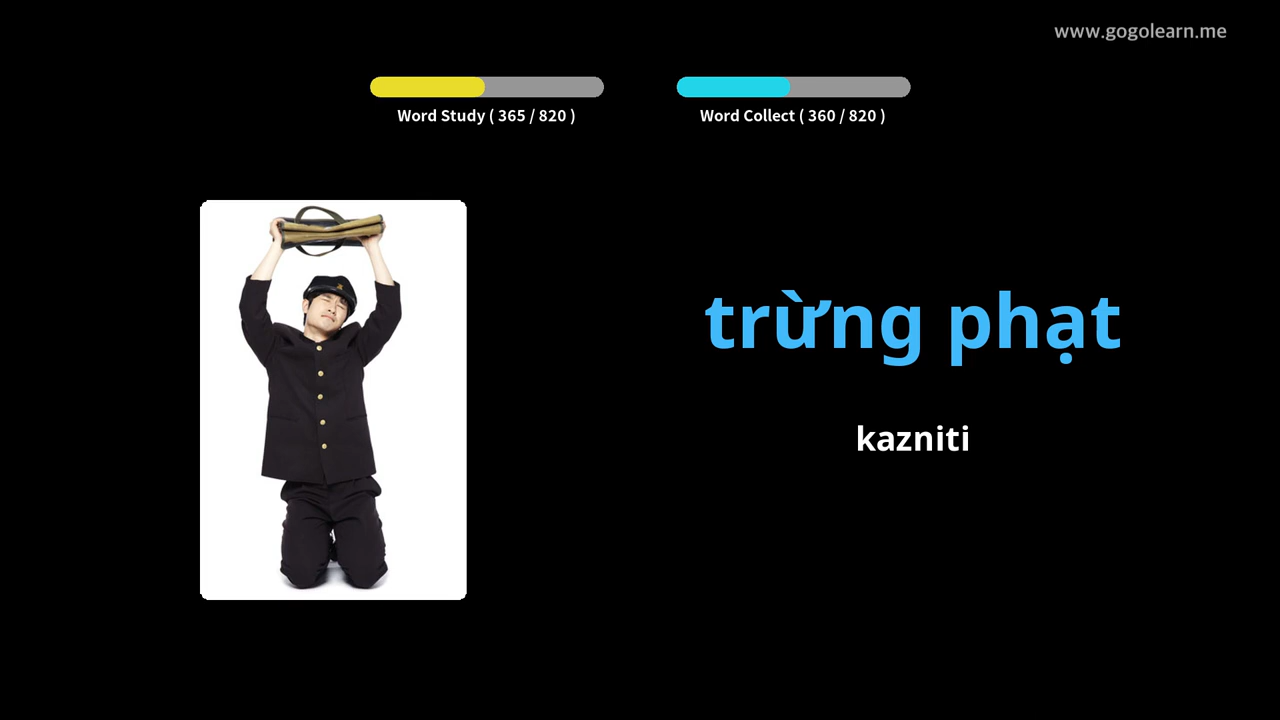 www.gogolearn.me
Word Study ( 365 / 820 )
Word Collect ( 360 / 820 )
trừng phạt
kazniti